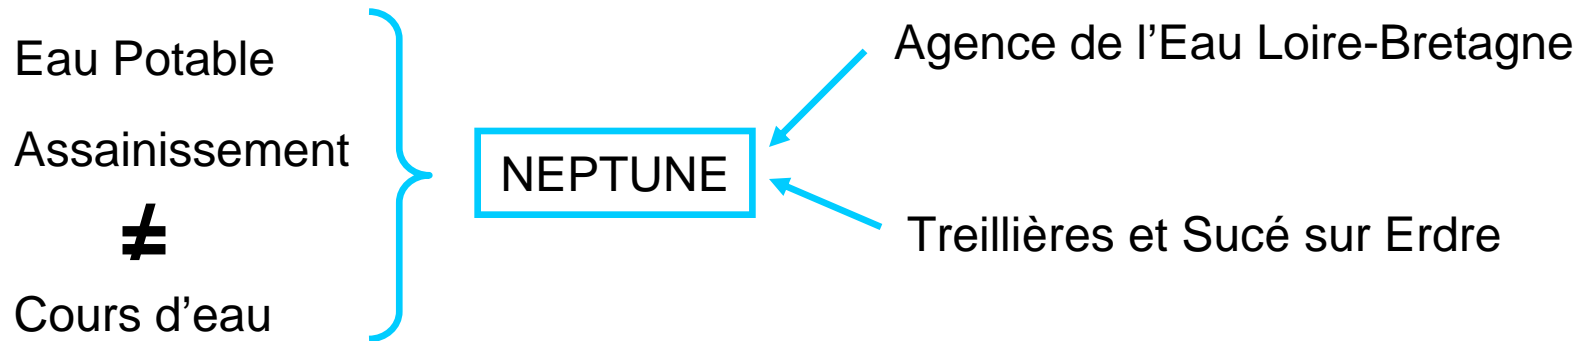 Eau Potable
Assainissement
≠
Cours d’eau
NEPTUNE
Agence de l’Eau Loire-Bretagne
Treillières et Sucé sur Erdre